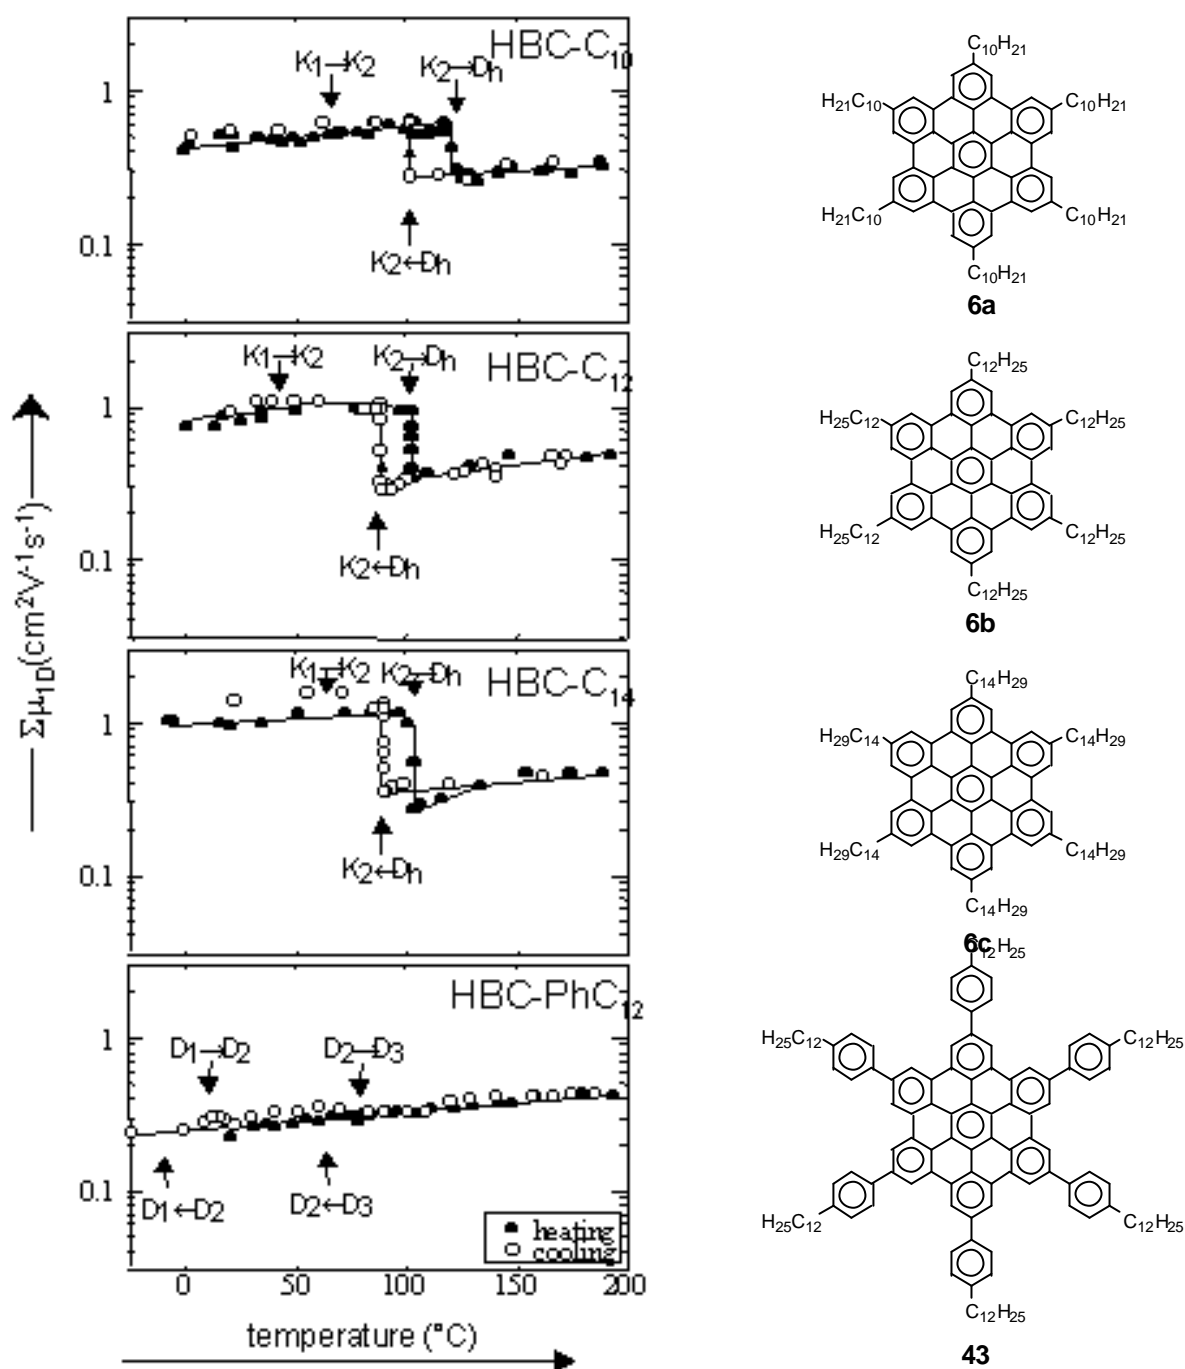 HBC-C10
K1→K2
K2→Dh
1
0.1
K2←Dh
HBC-C12
K1→K2
K2→Dh
1
0.1
K2←Dh
HBC-C14
K1→K2
K2→Dh
1
0.1
K2←Dh
HBC-PhC12
D1→D2
D2→D3
1
0.1
D1←D2
D2←D3
heating
cooling
0 50 100 150 200
temperature (°C)
Σμ1D(cm2V-1s-1)
C10H21
H21C10 C10H21
H21C10 C10H21
C10H21
6a
C12H25
H25C12 C12H25
H25C12 C12H25
C12H25
6b
C14H29
H29C14 C14H29
H29C14 C14H29
C14H29
6c
C12H25
H25C12 C12H25
H25C12 C12H25
C12H25
43